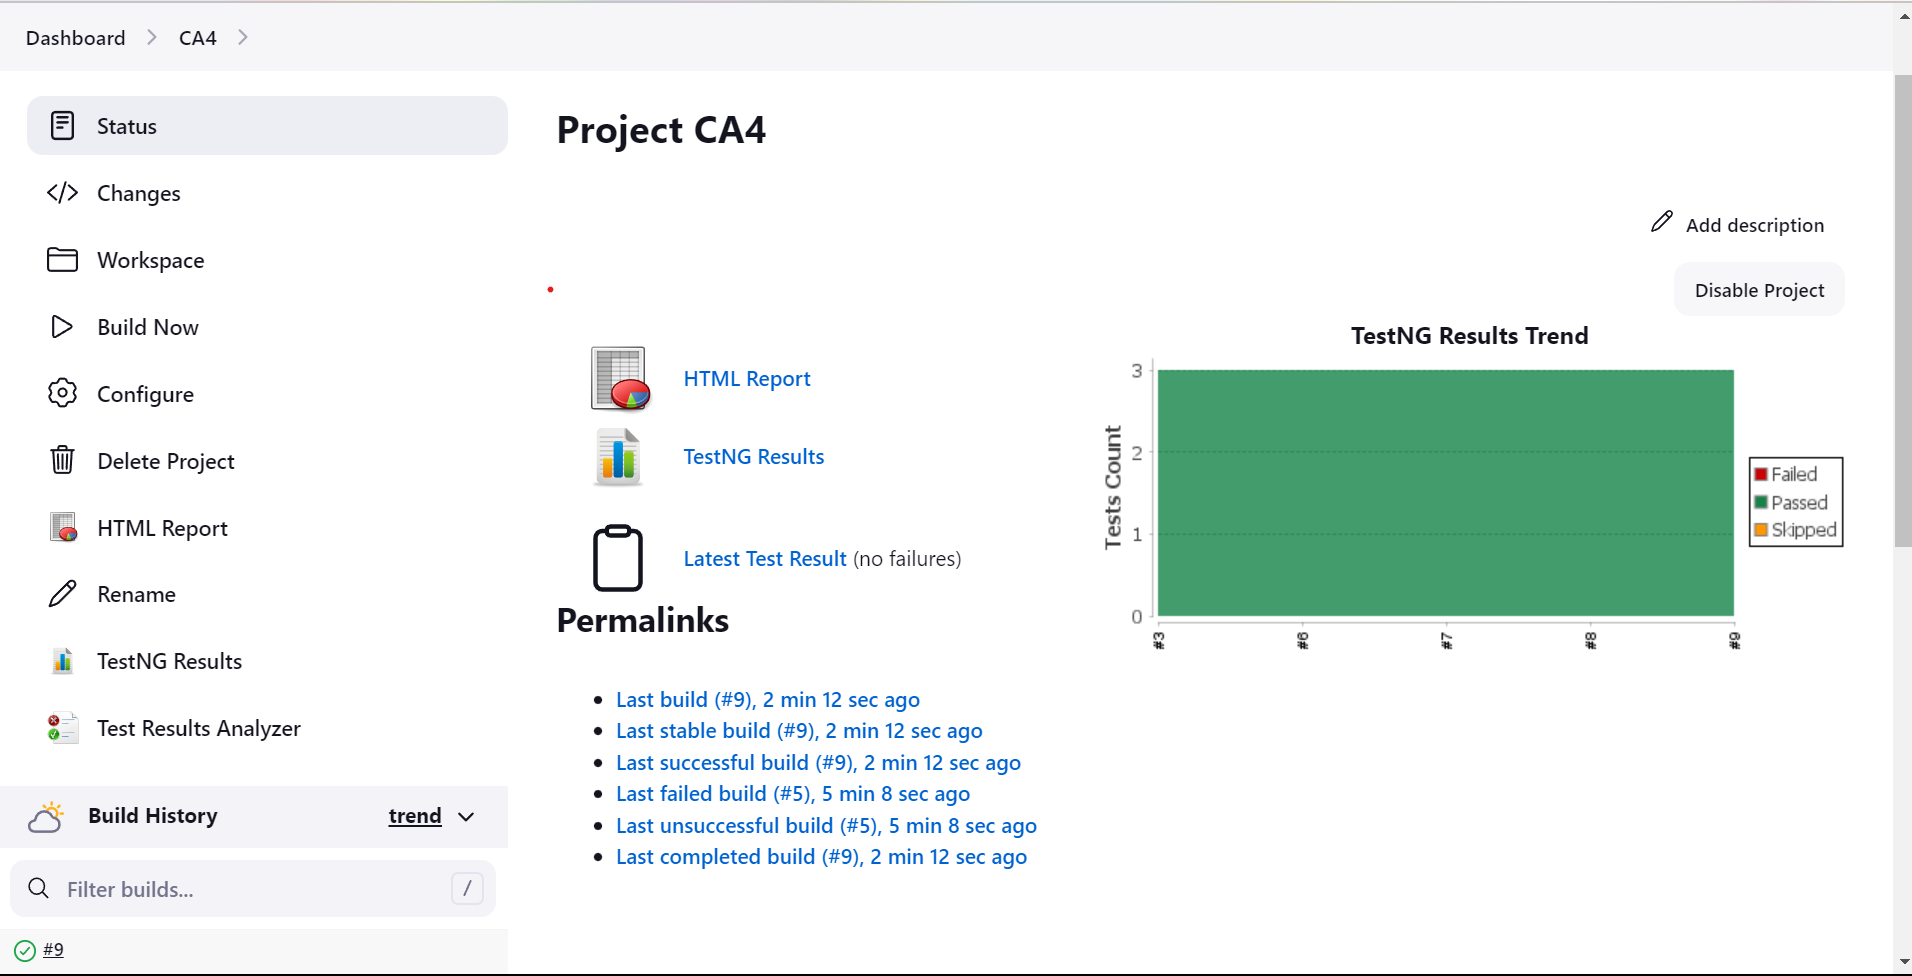 Dashboard > CA4 >
Status
Changes
Workspace
Build Now
Configure
Delete Project
HTML Report
Rename
TestNG Results
Test Results Analyzer
Build History trend
Filter builds... /
#9
Project CA4
Add description
Disable Project
HTML Report
TestNG Results
Latest Test Result (no failures)
TestNG Results Trend
Tests Count
3
2
1
0
#3 #6 #7 #8 #9
Failed
Passed
Skipped
Permalinks
• Last build (#9), 2 min 12 sec ago
• Last stable build (#9), 2 min 12 sec ago
• Last successful build (#9), 2 min 12 sec ago
• Last failed build (#5), 5 min 8 sec ago
• Last unsuccessful build (#5), 5 min 8 sec ago
• Last completed build (#9), 2 min 12 sec ago